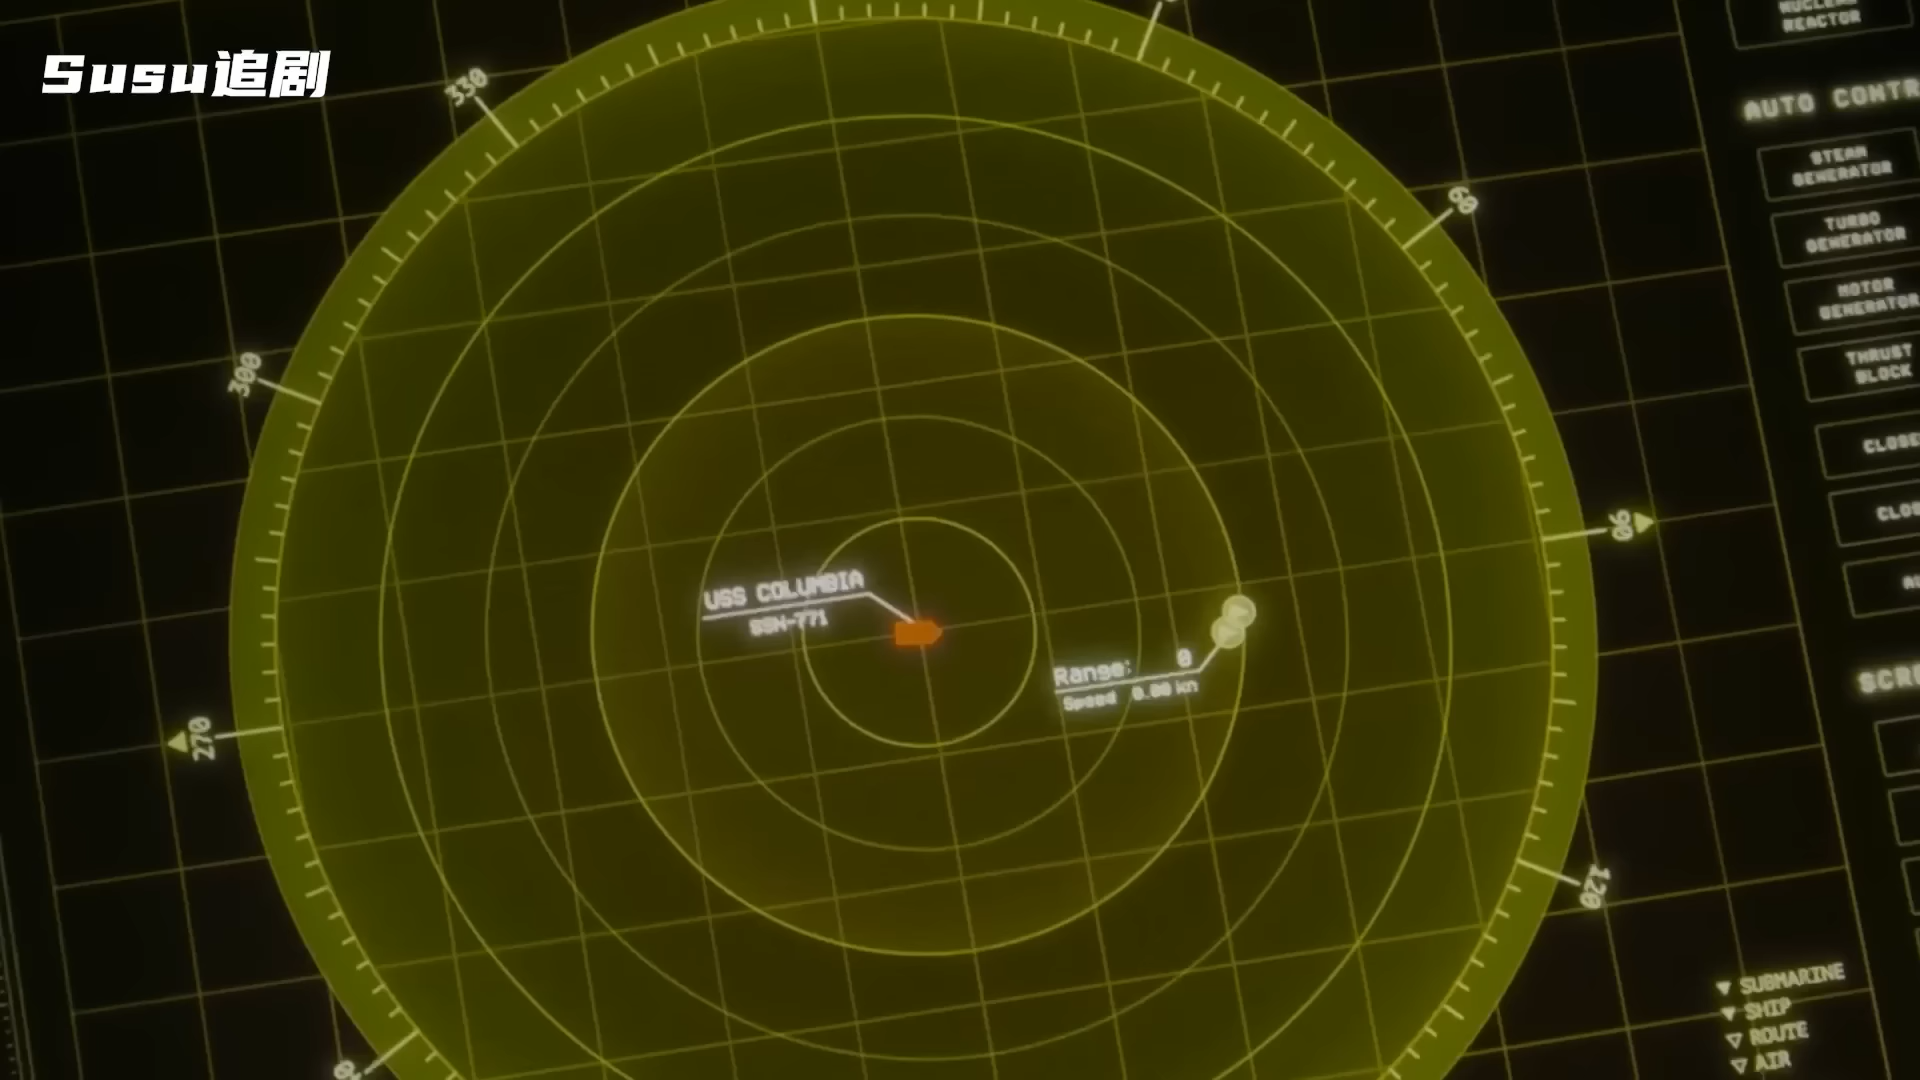 Susu追剧
NUCLEAR
REACTOR
AUTO CONTR
STEAM
GENERATOR
TURBO
GENERATOR
MOTOR
GENERATOR
THRUST
BLOCK
CLOSE
CLOS
330
60
300
90
USS COLUMBIA
SSN-771
Range: 0
Speed 0.00 kn
270
SCRE
120
SUBMARINE
SHIP
ROUTE
AIR